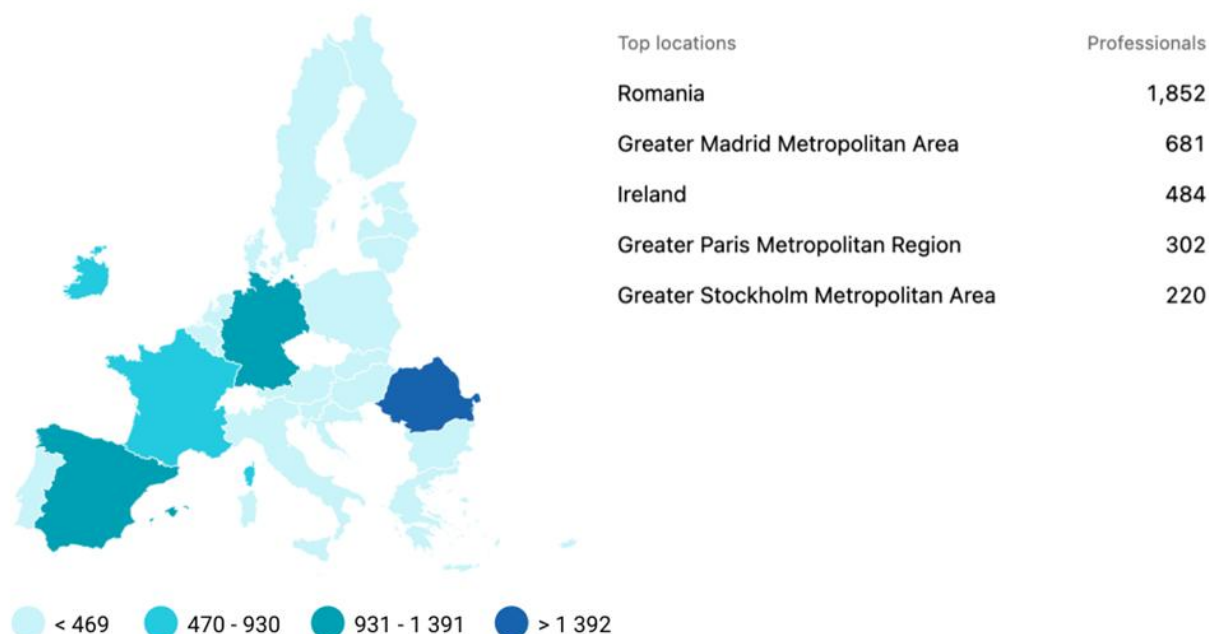 Top locations Professionals
Romania 1,852
Greater Madrid Metropolitan Area 681
Ireland 484
Greater Paris Metropolitan Region 302
Greater Stockholm Metropolitan Area 220
< 469 470 - 930 931 - 1 391 > 1 392